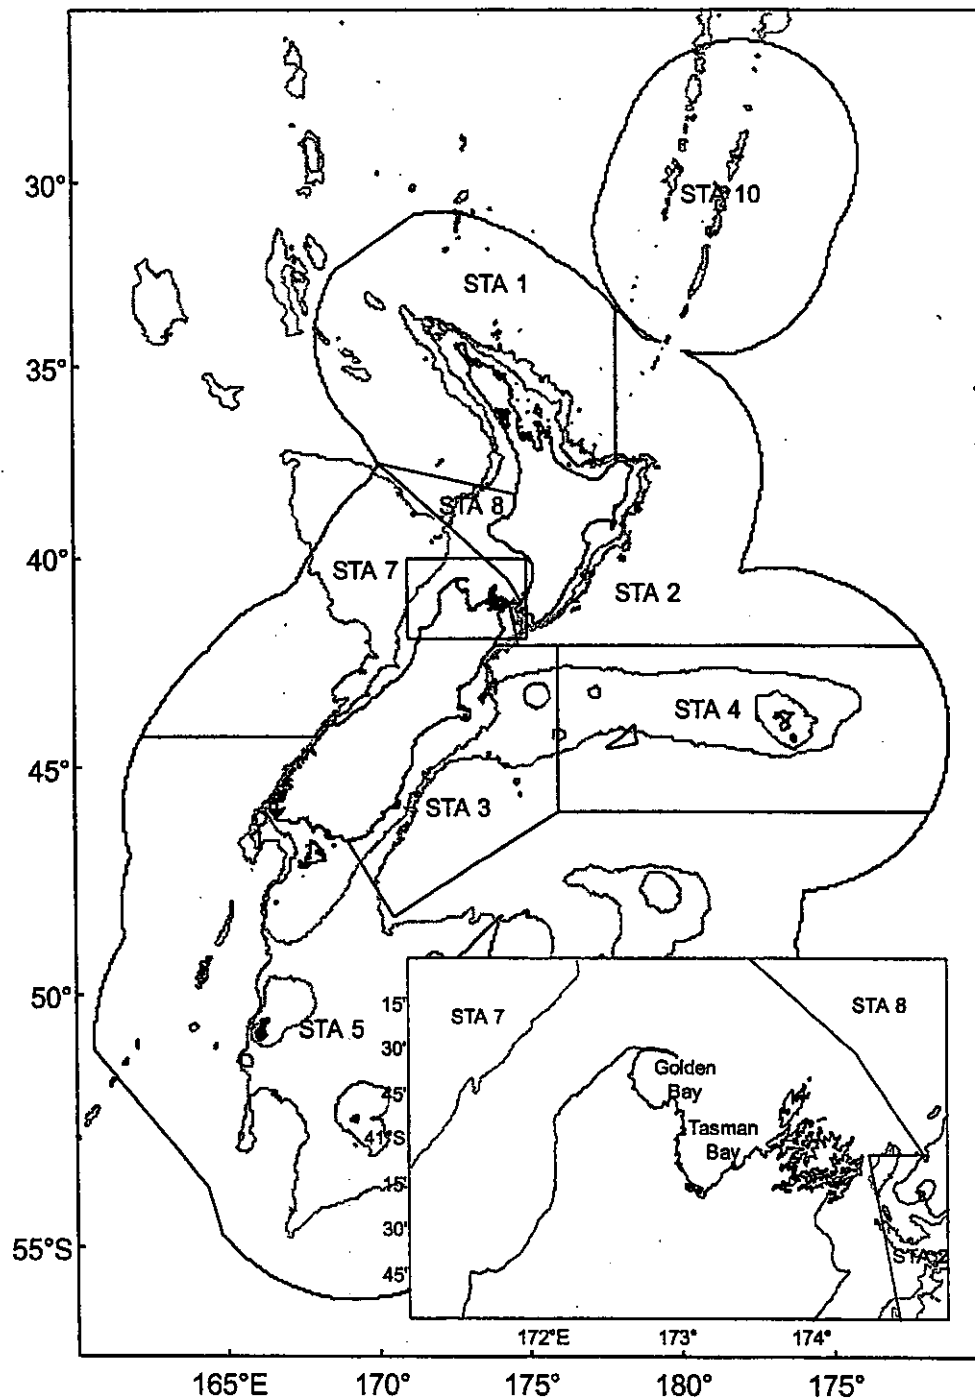 30°
STA 10
STA 1
35°
STA 8
40°
STA 7
STA 2
STA 4
45°
STA 3
50°
STA 5
55°S
165°E
170°
175°
180°
175°
STA 7
STA 8
15'
30'
45'
41°S
15'
30'
45'
Golden
Bay
Tasman
Bay
STA 2
172°E
173°
174°